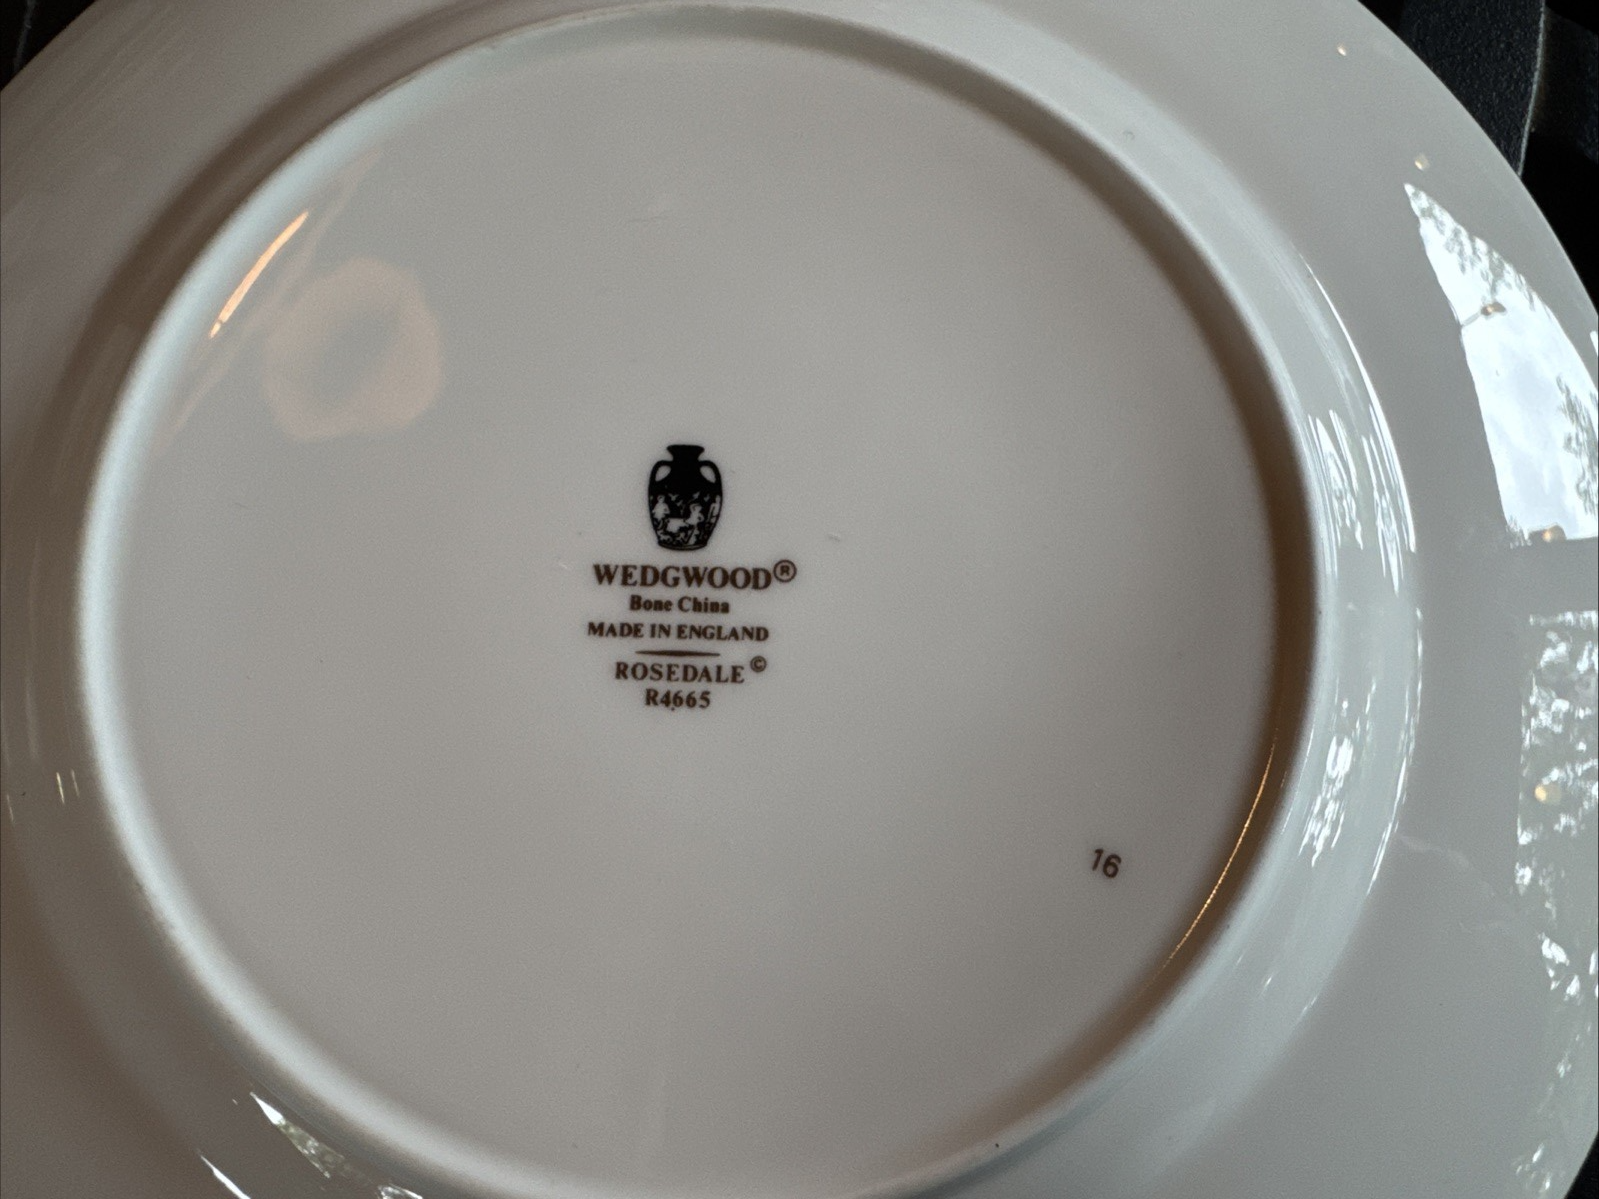 WEDGWOOD®
Bone China
MADE IN ENGLAND
ROSEDALE©
R4665
16